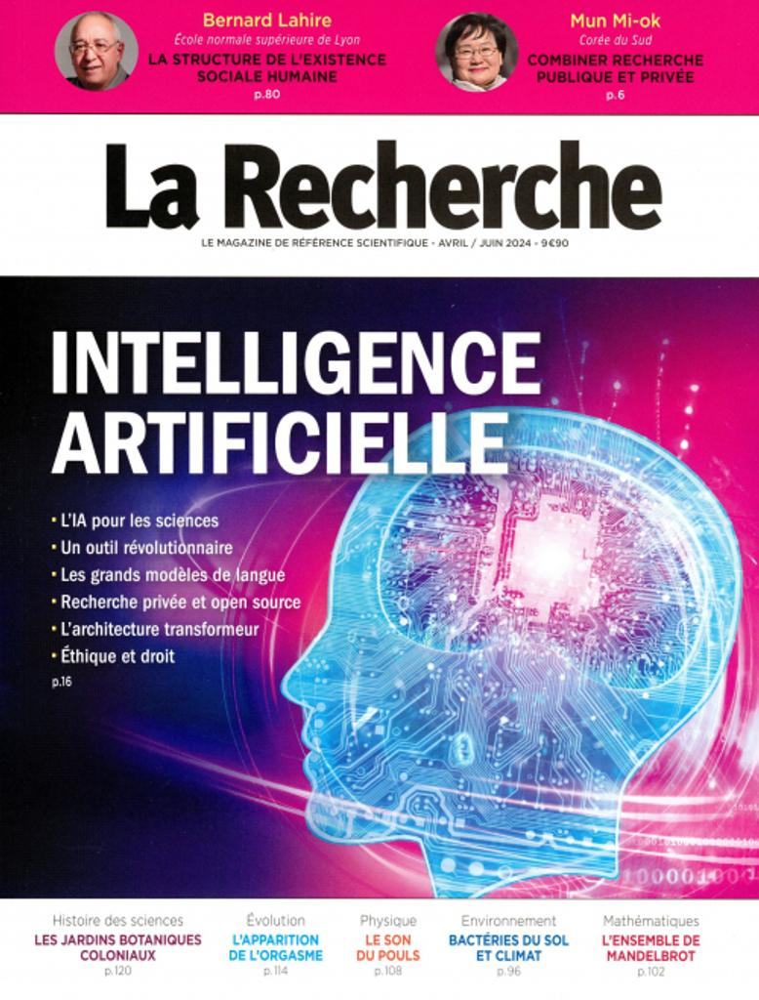 Bernard Lahire
École normale supérieure de Lyon
LA STRUCTURE DE L'EXISTENCE
SOCIALE HUMAINE
p.80
Mun Mi-ok
Corée du Sud
COMBINER RECHERCHE
PUBLIQUE ET PRIVÉE
p.6
La Recherche
LE MAGAZINE DE RÉFÉRENCE SCIENTIFIQUE - AVRIL / JUIN 2024 - 9€90
INTELLIGENCE
ARTIFICIELLE
· L'IA pour les sciences
· Un outil révolutionnaire
· Les grands modèles de langue
· Recherche privée et open source
· L'architecture transformeur
· Éthique et droit
p.16
Histoire des sciences
LES JARDINS BOTANIQUES
COLONIAUX
p.120
Évolution
L'APPARITION
DE L'ORGASME
p.114
Physique
LE SON
DU POULS
p.108
Environnement
BACTÉRIES DU SOL
ET CLIMAT
p.96
Mathématiques
L'ENSEMBLE DE
MANDELBROT
p.102